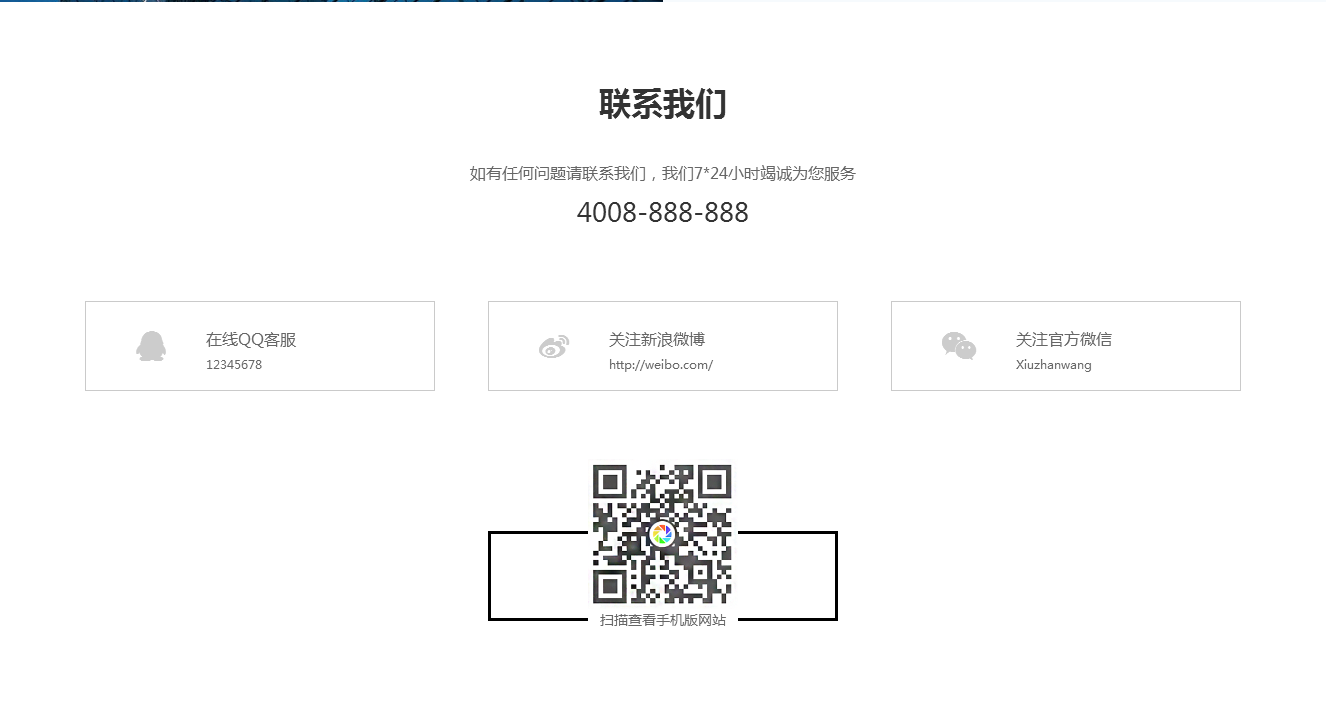 联系我们
如有任何问题请联系我们，我们7*24小时竭诚为您服务
4008-888-888
在线QQ客服
12345678
关注新浪微博
http://weibo.com/
关注官方微信
Xiuzhanwang
扫描查看手机版网站